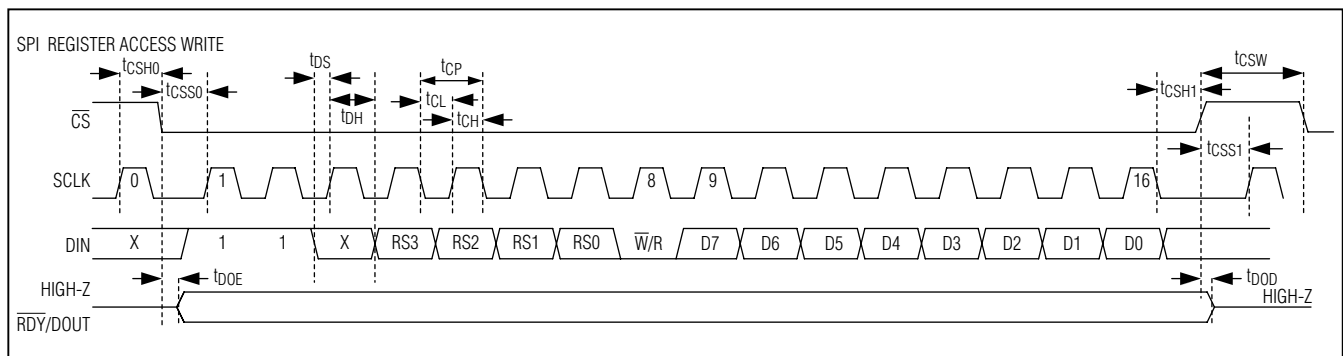 SPI REGISTER ACCESS WRITE
tCSH0
tCSS0
tDS
tDH
tCP
tCL
tCH
tCSH1
tCSW
tCSS1
C̅S̅
SCLK
0
1
8
9
16
DIN
X
1
1
X
RS3
RS2
RS1
RS0
W̅/R
D7
D6
D5
D4
D3
D2
D1
D0
tDOE
tDOD
HIGH-Z
HIGH-Z
R̅D̅Y̅/DOUT